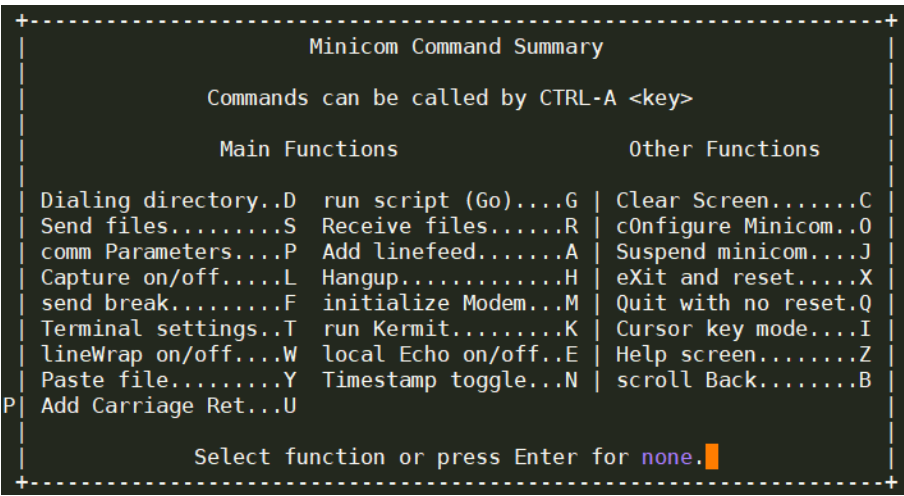 +-------------------------------------------------------------------+
Minicom Command Summary
Commands can be called by CTRL-A <key>
Main Functions Other Functions
Dialing directory..D run script (Go)....G | Clear Screen.......C
Send files.........S Receive files......R | cOnfigure Minicom..O
comm Parameters....P Add linefeed.......A | Suspend minicom....J
Capture on/off.....L Hangup.............H | eXit and reset.....X
send break.........F initialize Modem...M | Quit with no reset.Q
Terminal settings..T run Kermit.........K | Cursor key mode....I
lineWrap on/off....W local Echo on/off..E | Help screen........Z
Paste file.........Y Timestamp toggle...N | scroll Back........B
P| Add Carriage Ret...U
Select function or press Enter for none.
+-------------------------------------------------------------------+